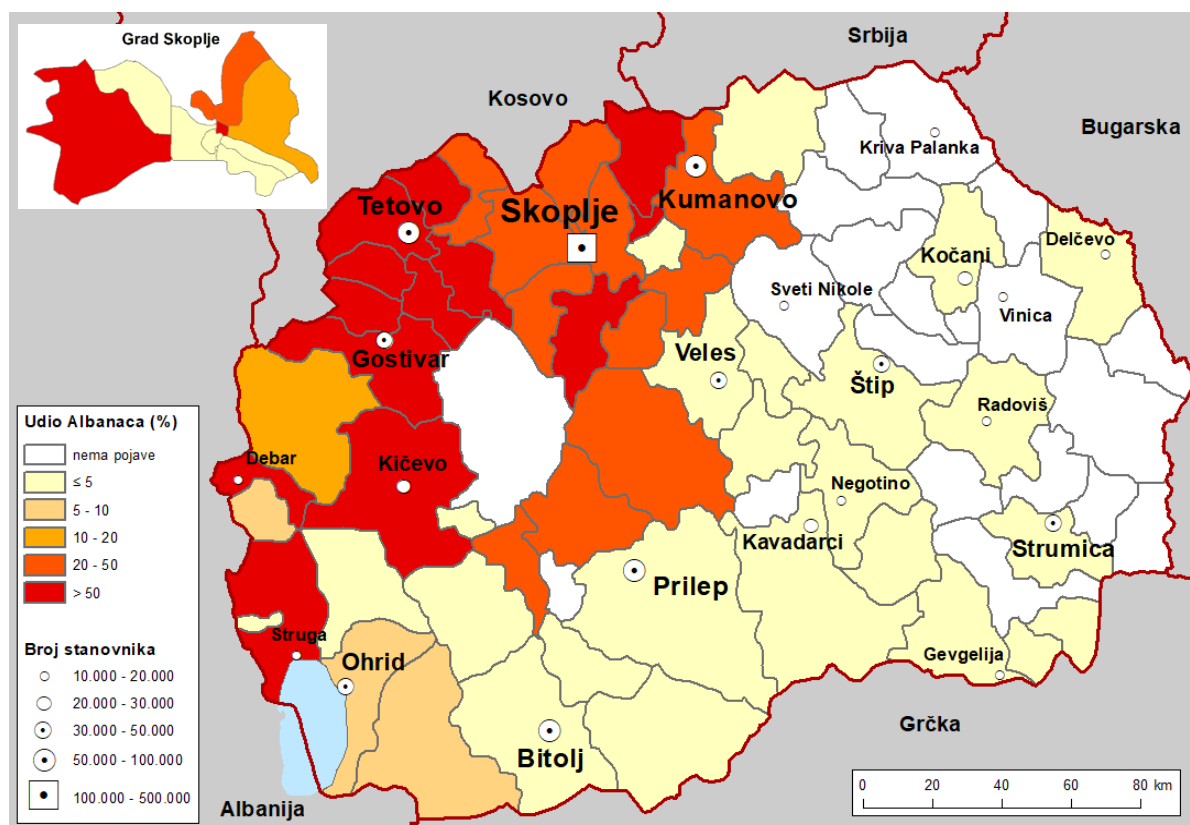 Grad Skoplje
Srbija
Kosovo
Bugarska
Kriva Palanka
Tetovo
Skoplje
Kumanovo
Delčevo
Kočani
Sveti Nikole
Vinica
Gostivar
Veles
Štip
Radoviš
Debar
Kičevo
Negotino
Kavadarci
Strumica
Prilep
Struga
Ohrid
Gevgelija
Bitolj
Grčka
Albanija
Udio Albanaca (%)
nema pojave
≤ 5
5 - 10
10 - 20
20 - 50
> 50
Broj stanovnika
10.000 - 20.000
20.000 - 30.000
30.000 - 50.000
50.000 - 100.000
100.000 - 500.000
0 20 40 60 80 km